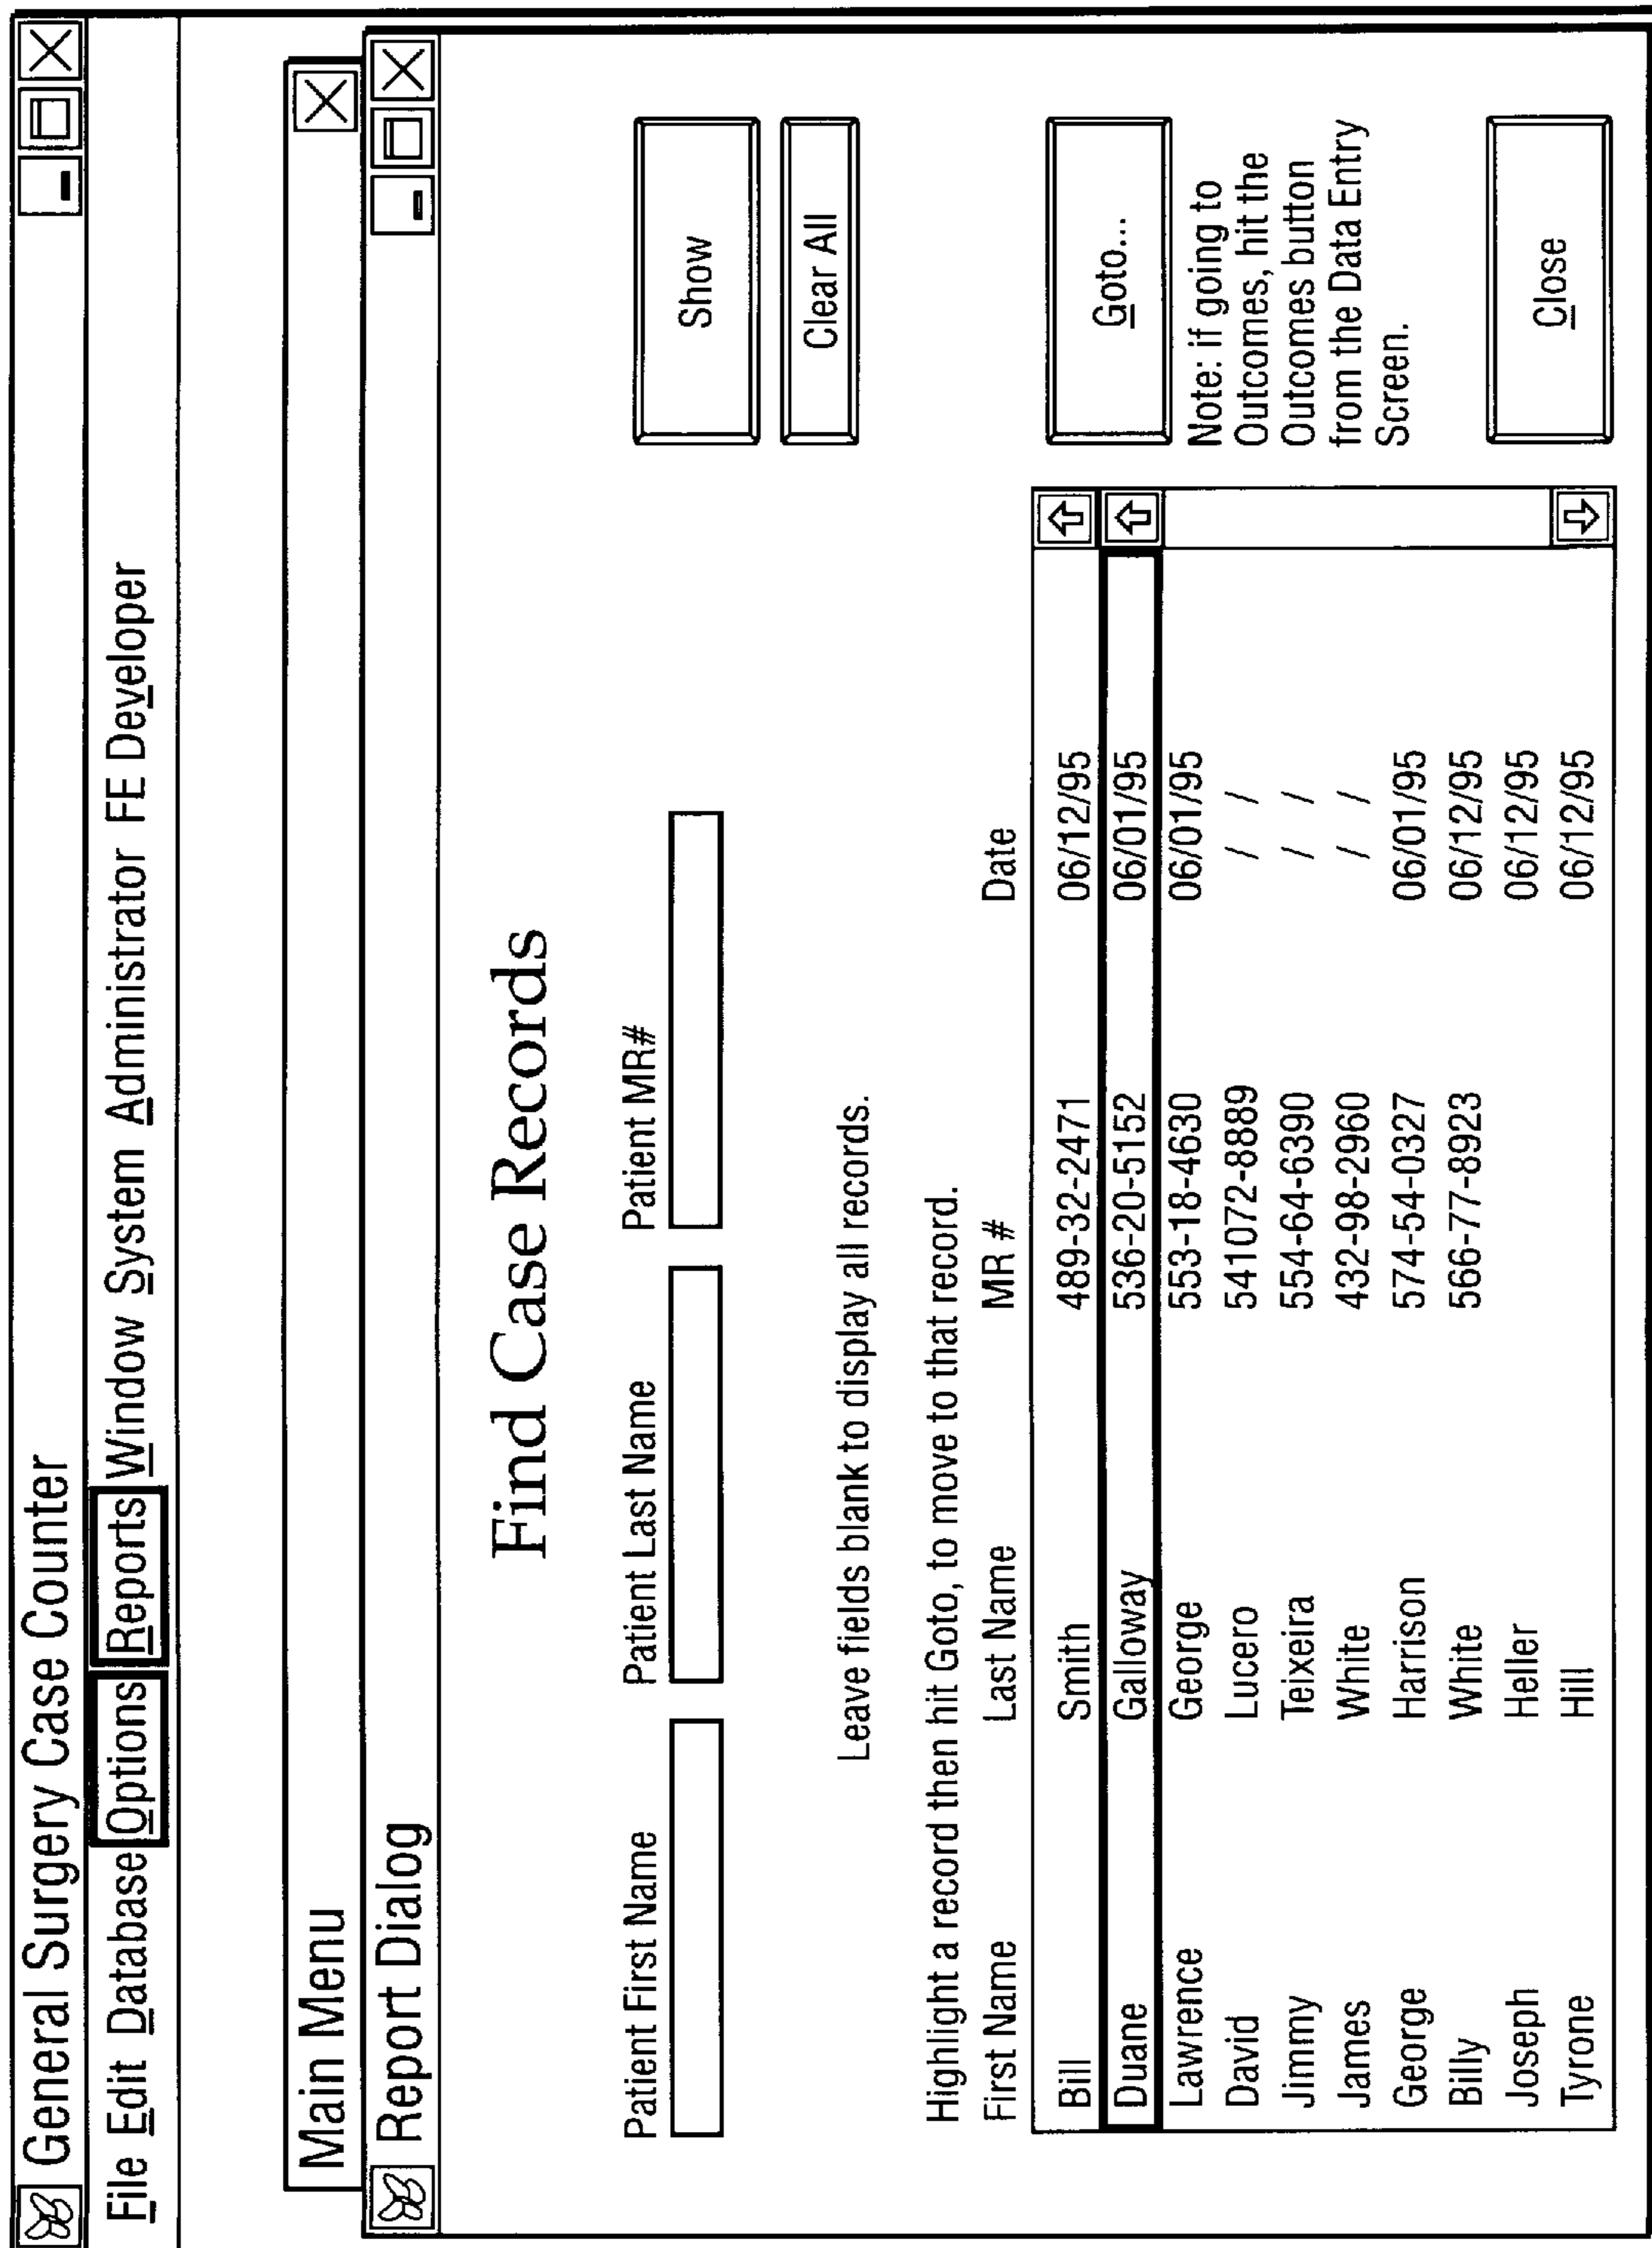 General Surgery Case Counter
File Edit Database Options Reports Window System Administrator FE Developer
Main Menu
Report Dialog
Find Case Records
Patient First Name Patient Last Name Patient MR#
Show
Clear All
Leave fields blank to display all records.
Highlight a record then hit Goto, to move to that record.
First Name Last Name MR # Date
Bill Smith 489-32-2471 06/12/95
Duane Galloway 536-20-5152 06/01/95
Lawrence George 553-18-4630 06/01/95
David Lucero 541072-8889 / /
Jimmy Teixeira 554-64-6390 / /
James White 432-98-2960 / /
George Harrison 574-54-0327 06/01/95
Billy White 566-77-8923 06/12/95
Joseph Heller 06/12/95
Tyrone Hill 06/12/95
Goto...
Note: if going to
Outcomes, hit the
Outcomes button
from the Data Entry
Screen.
Close